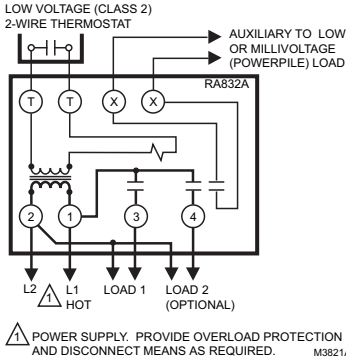 LOW VOLTAGE (CLASS 2)
2-WIRE THERMOSTAT
AUXILIARY TO LOW
OR MILLIVOLTAGE
(POWERPILE) LOAD
RA832A
T T X X
2 1 3 4
L2 1 L1 LOAD 1 LOAD 2
HOT (OPTIONAL)
1 POWER SUPPLY. PROVIDE OVERLOAD PROTECTION
AND DISCONNECT MEANS AS REQUIRED. M3821A